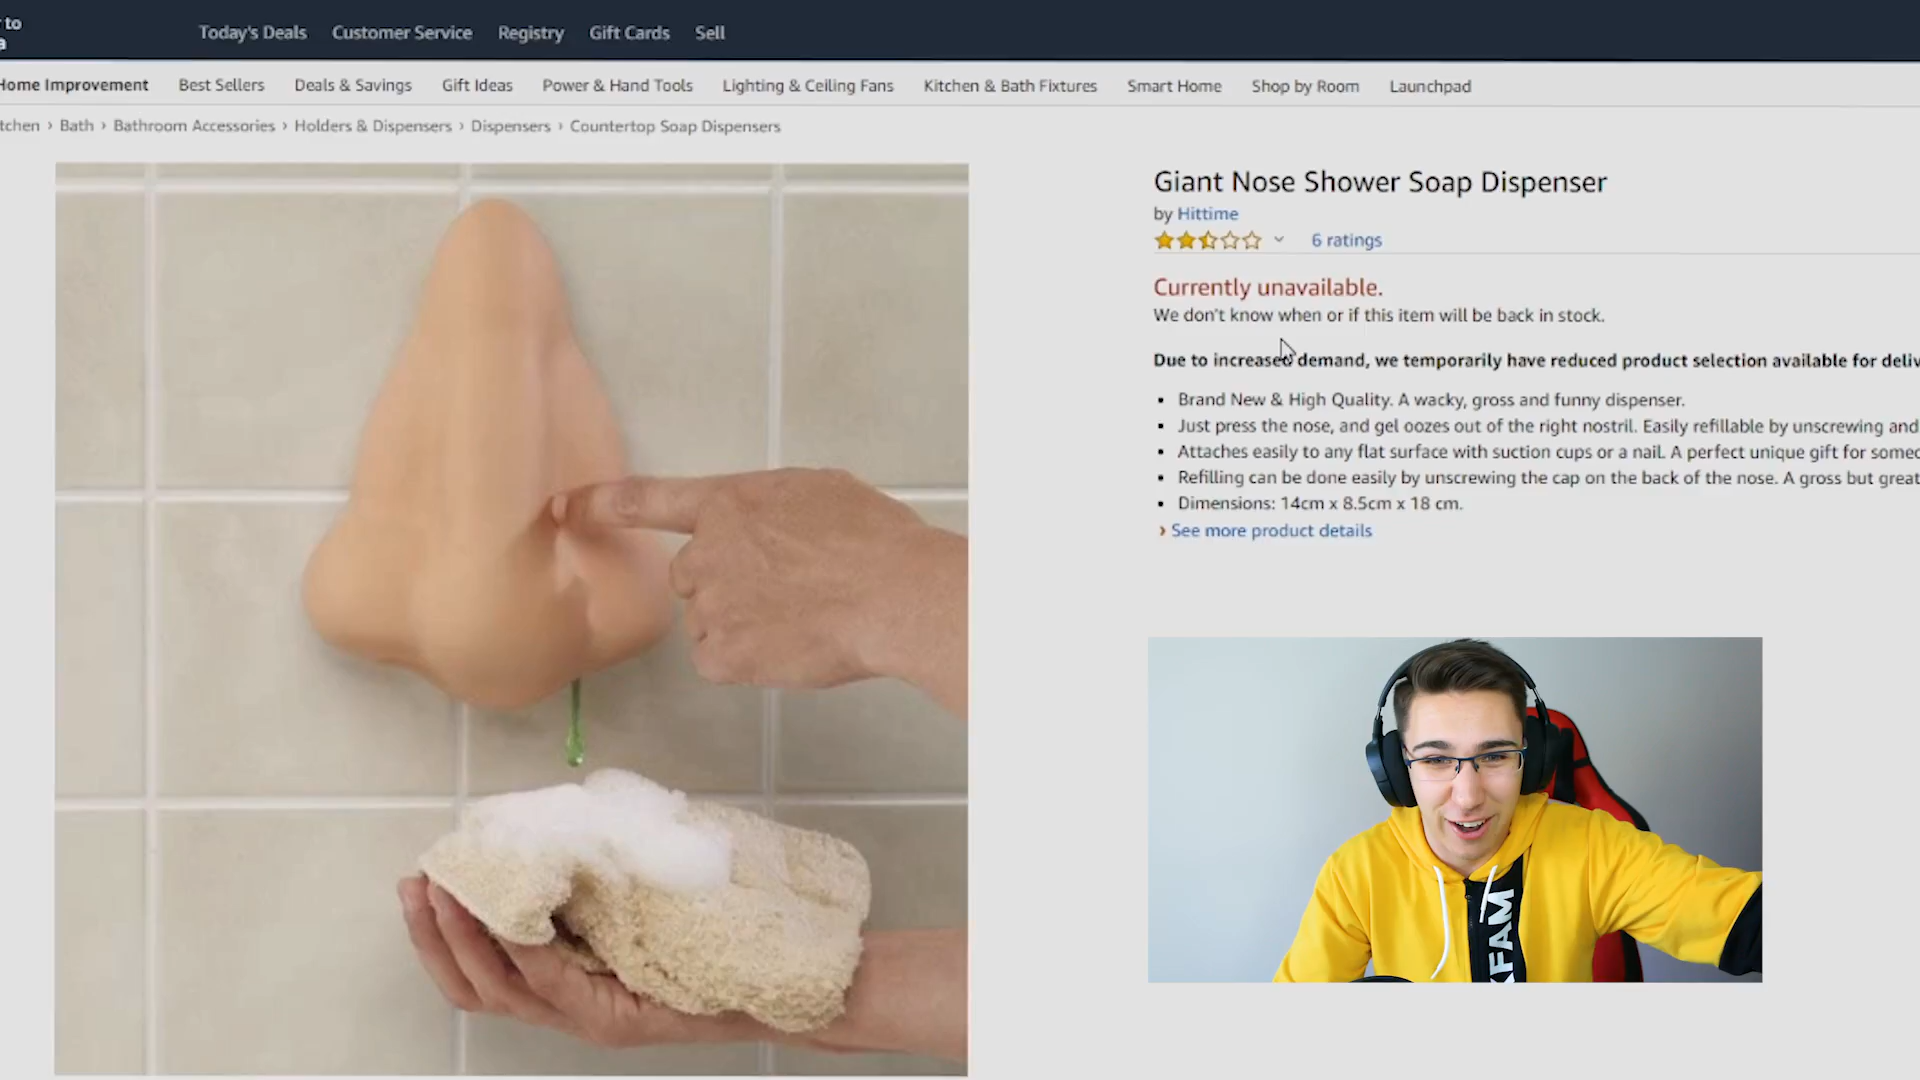 to
Today's Deals Customer Service Registry Gift Cards Sell
Home Improvement Best Sellers Deals & Savings Gift Ideas Power & Hand Tools Lighting & Ceiling Fans Kitchen & Bath Fixtures Smart Home Shop by Room Launchpad
tchen › Bath › Bathroom Accessories › Holders & Dispensers › Dispensers › Countertop Soap Dispensers
Giant Nose Shower Soap Dispenser
by Hittime
6 ratings
Currently unavailable.
We don't know when or if this item will be back in stock.
Due to increased demand, we temporarily have reduced product selection available for deliv
• Brand New & High Quality. A wacky, gross and funny dispenser.
• Just press the nose, and gel oozes out of the right nostril. Easily refillable by unscrewing and
• Attaches easily to any flat surface with suction cups or a nail. A perfect unique gift for someo
• Refilling can be done easily by unscrewing the cap on the back of the nose. A gross but great
• Dimensions: 14cm x 8.5cm x 18 cm.
› See more product details
XFAM